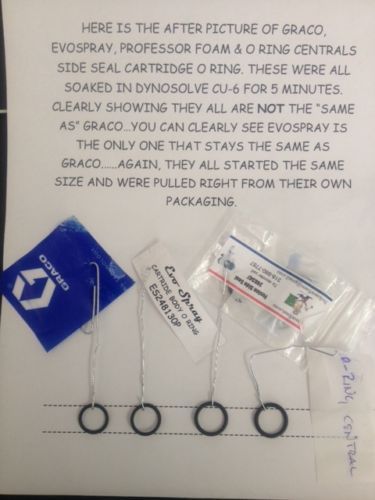 HERE IS THE AFTER PICTURE OF GRACO,
EVOSPRAY, PROFESSOR FOAM & O RING CENTRALS
SIDE SEAL CARTRIDGE O RING. THESE WERE ALL
SOAKED IN DYNOSOLVE CU-6 FOR 5 MINUTES.
CLEARLY SHOWING THEY ALL ARE NOT THE "SAME
AS" GRACO...YOU CAN CLEARLY SEE EVOSPRAY IS
THE ONLY ONE THAT STAYS THE SAME AS
GRACO......AGAIN, THEY ALL STARTED THE SAME
SIZE AND WERE PULLED RIGHT FROM THEIR OWN
PACKAGING.
GRACO
Evo Spray
CARTRIDE BODY O RING
ES248130P
O-RING CENTRAL